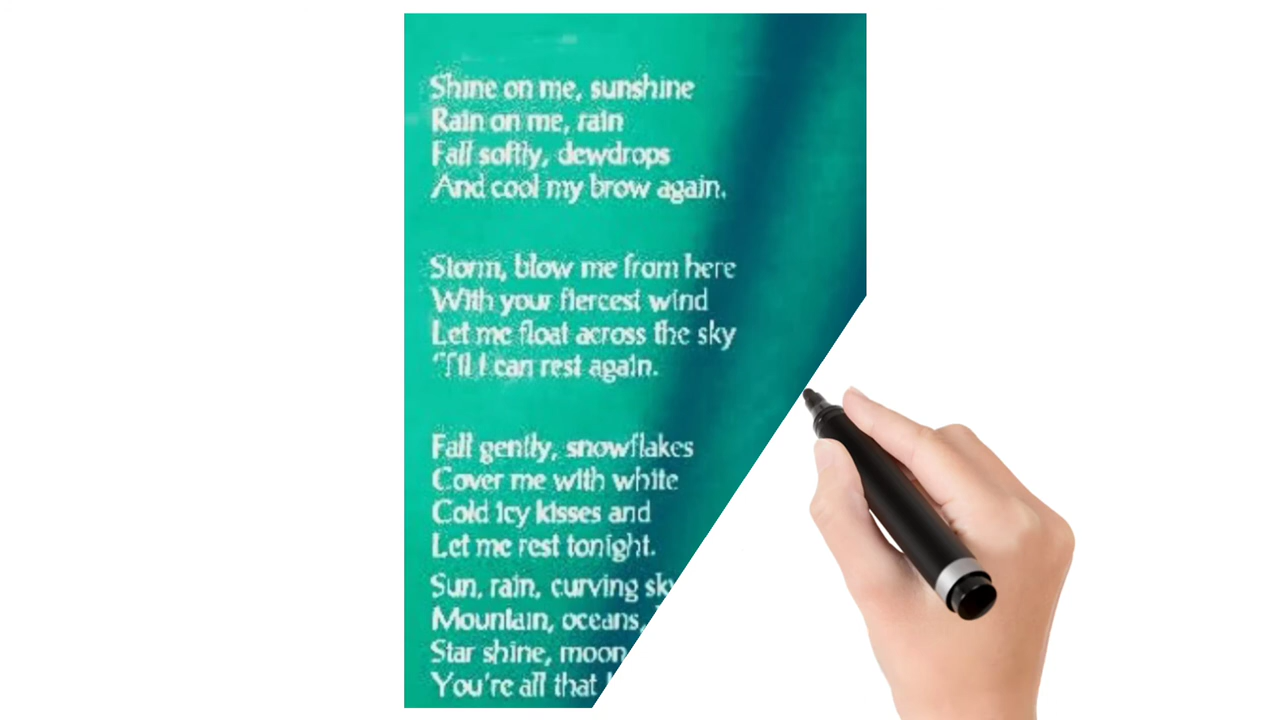 Shine on me, sunshine
Rain on me, rain
Fall softly, dewdrops
And cool my brow again.
Storm, blow me from here
With your fiercest wind
Let me float across the sky
'Til I can rest again.
Fall gently, snowflakes
Cover me with white
Cold icy kisses and
Let me rest tonight.
Sun, rain, curving sky
Mountain, oceans,
Star shine, moon
You're all that